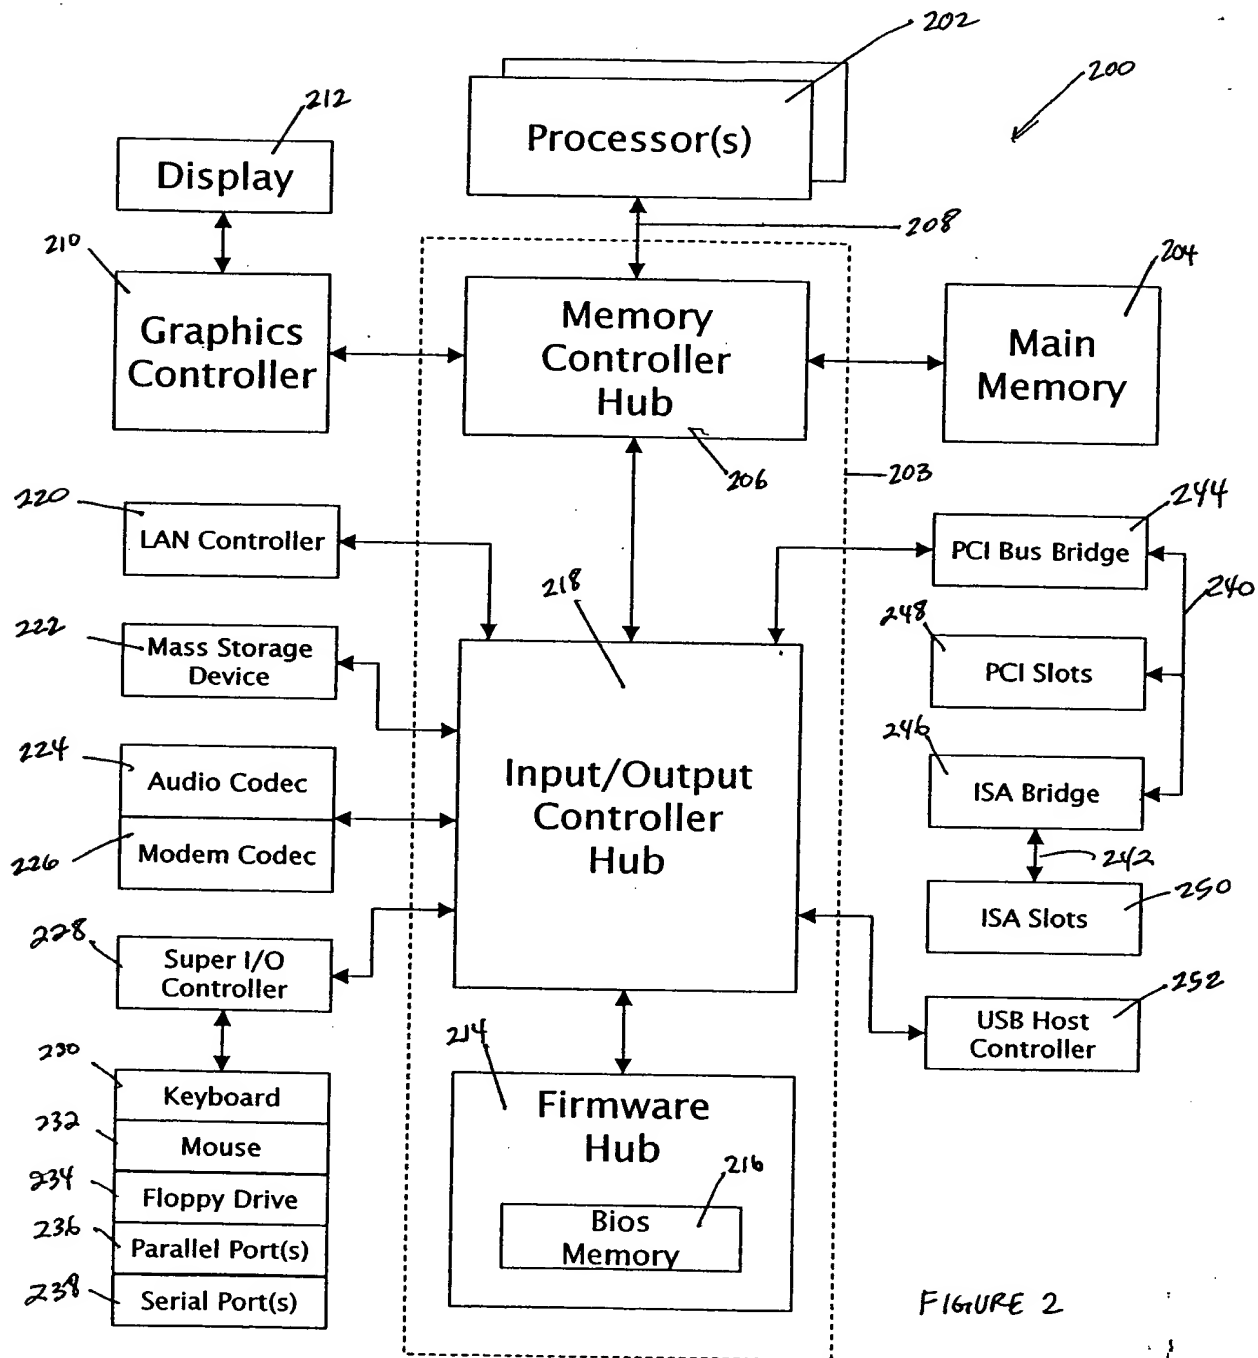 202
200
212
Processor(s)
Display
208
210
204
Graphics
Controller
Memory
Controller
Hub
Main
Memory
206
203
220
LAN Controller
244
PCI Bus Bridge
218
240
222
Mass Storage
Device
248
PCI Slots
224
Audio Codec
246
ISA Bridge
Input/Output
Controller
Hub
226
Modem Codec
242
250
ISA Slots
228
Super I/O
Controller
252
USB Host
Controller
214
230
Keyboard
Firmware
Hub
232
Mouse
216
234
Floppy Drive
Bios
Memory
236
Parallel Port(s)
238
Serial Port(s)
FIGURE 2